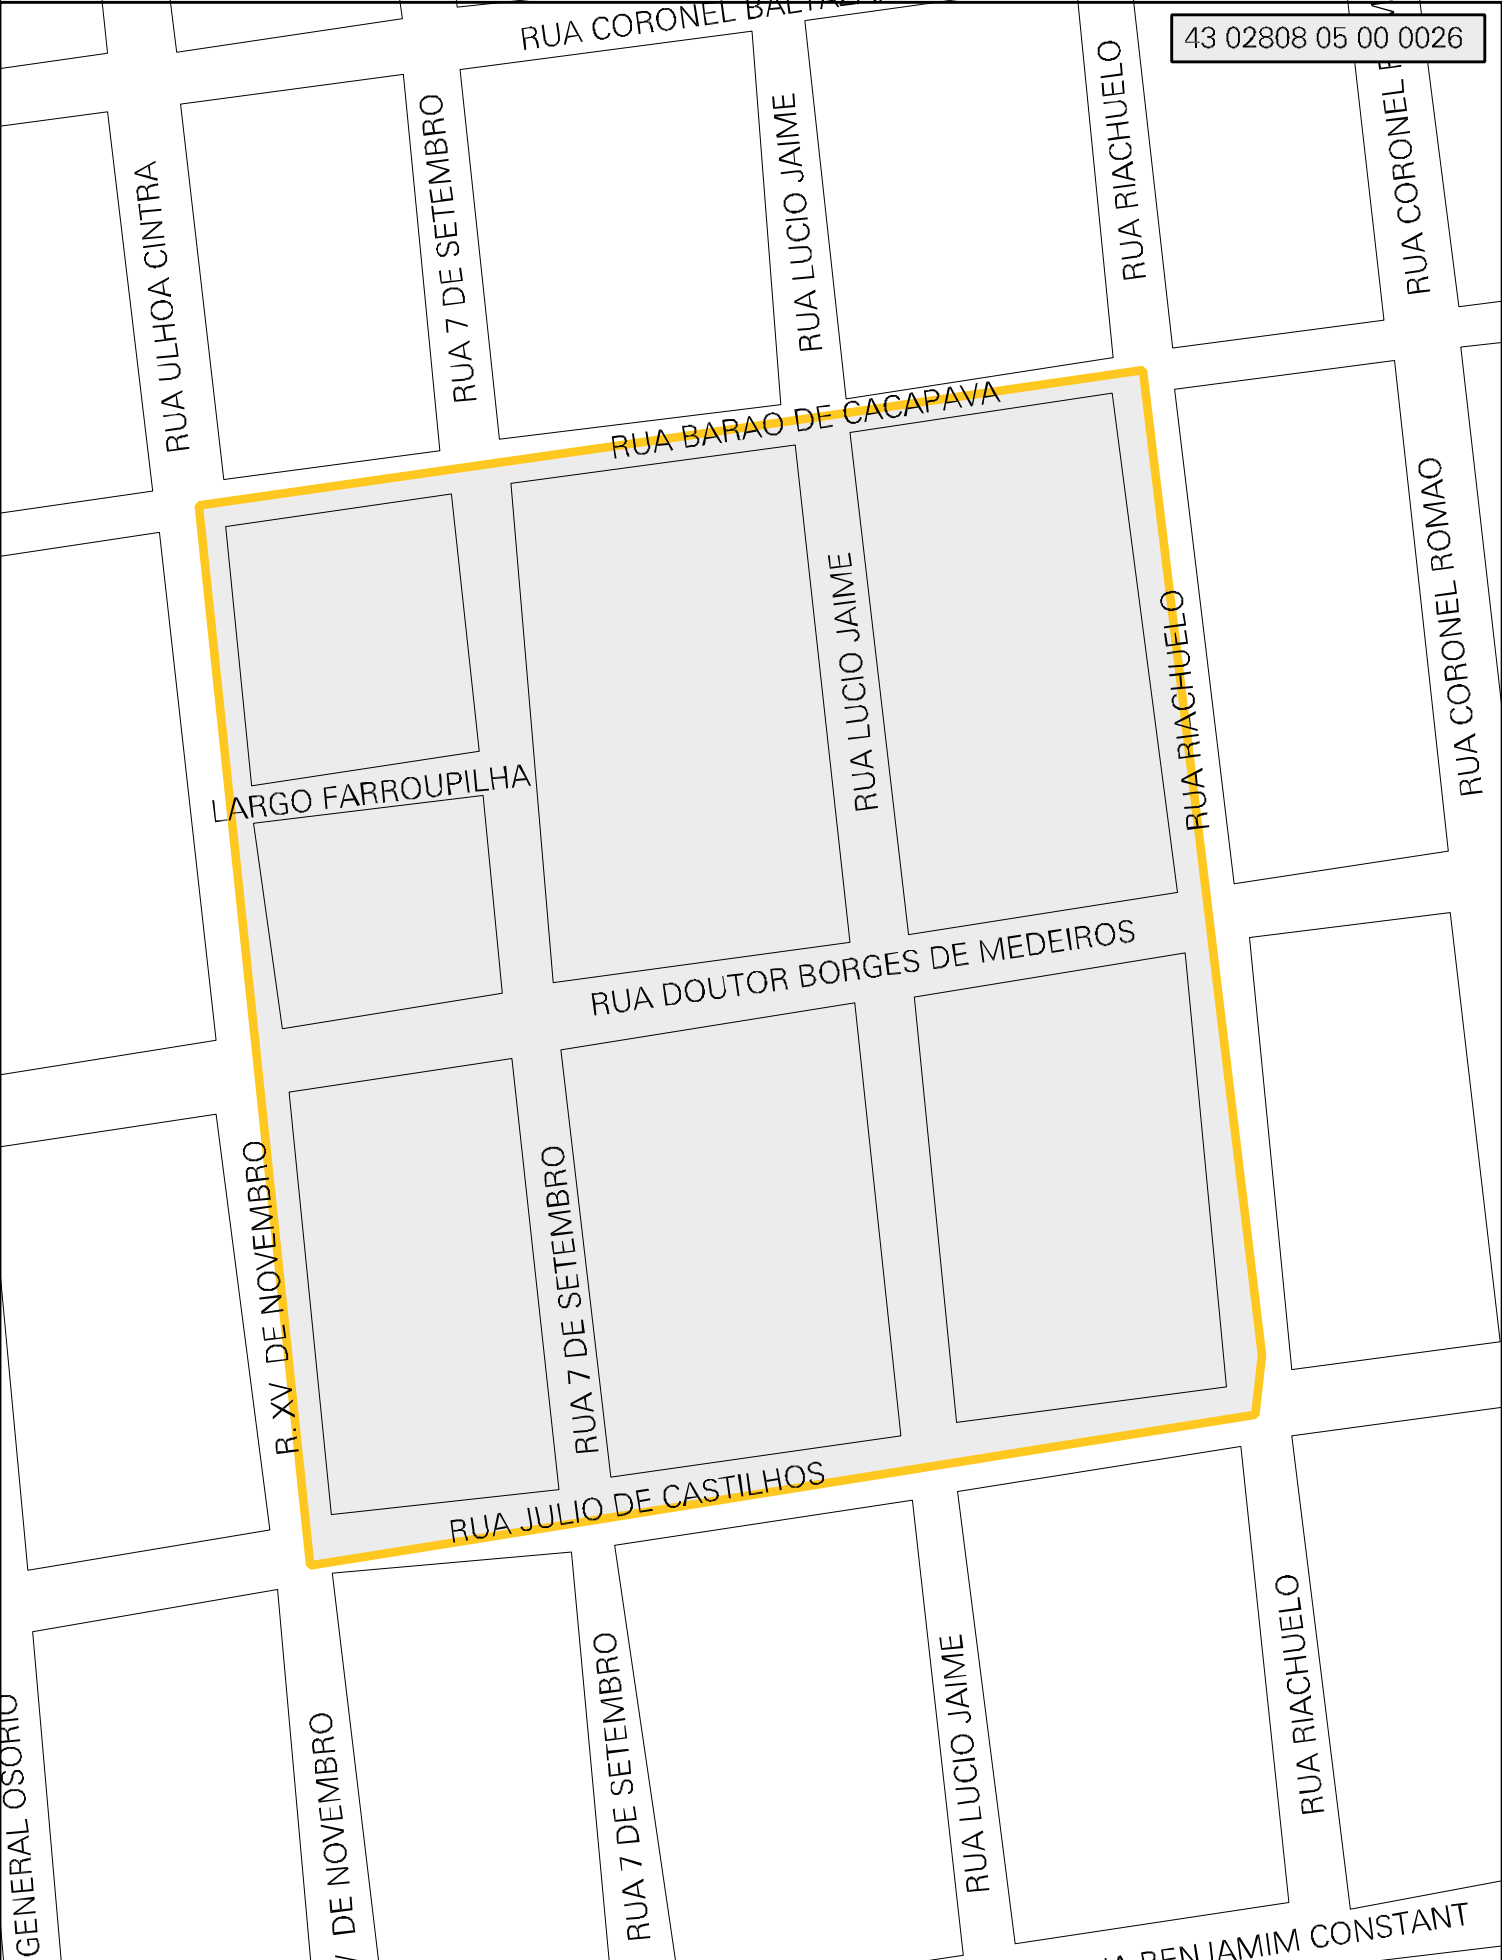 RUA CORONEL
43 02808 05 00 0026
RUA ULHOA CINTRA
RUA 7 DE SETEMBRO
RUA LUCIO JAIME
RUA RIACHUELO
RUA CORONEL
RUA BARAO DE CACAPAVA
RUA CORONEL ROMAO
RUA LUCIO JAIME
RUA RIACHUELO
LARGO FARROUPILHA
RUA DOUTOR BORGES DE MEDEIROS
R. XV DE NOVEMBRO
RUA 7 DE SETEMBRO
RUA JULIO DE CASTILHOS
GENERAL OSORIO
DE NOVEMBRO
RUA 7 DE SETEMBRO
RUA LUCIO JAIME
RUA RIACHUELO
BENJAMIM CONSTANT